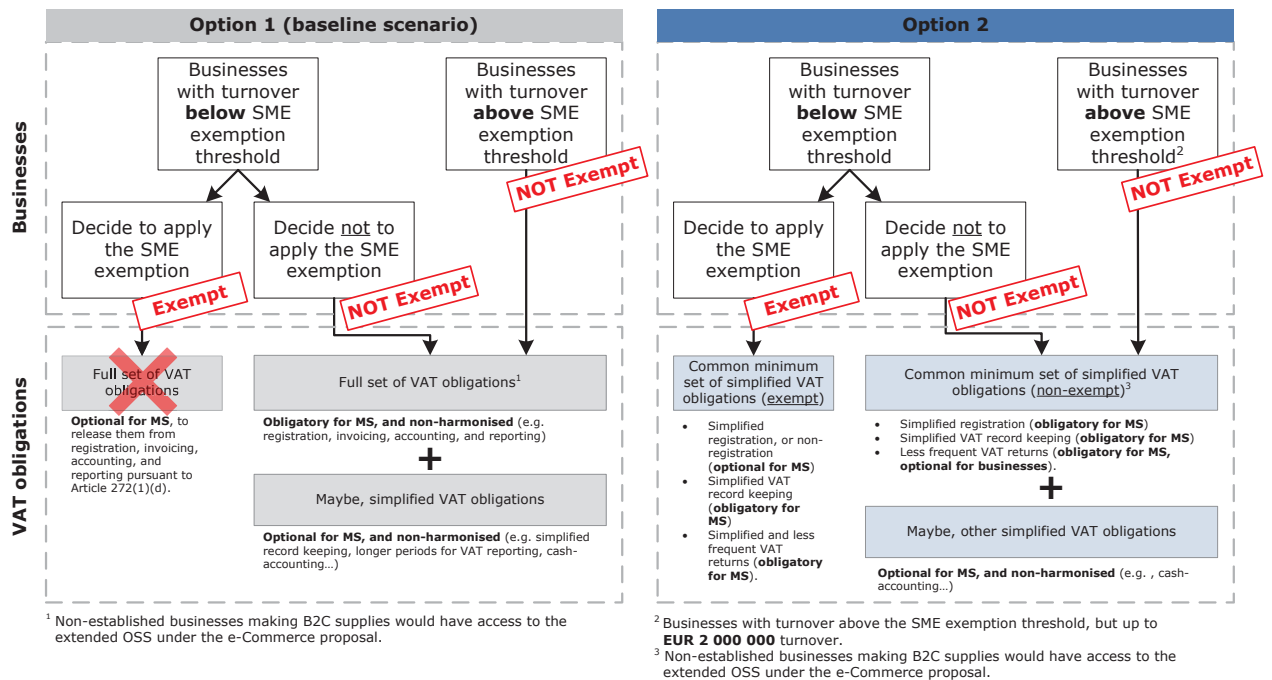 Option 1 (baseline scenario)
Businesses
Businesses
with turnover
below SME
exemption
threshold
Businesses
with turnover
above SME
exemption
threshold
NOT Exempt
Decide to apply
the SME
exemption
Decide not to
apply the SME
exemption
Exempt
NOT Exempt
VAT obligations
Full set of VAT
obligations
Optional for MS, to
release them from
registration, invoicing,
accounting, and
reporting pursuant to
Article 272(1)(d).
Full set of VAT obligations1
Obligatory for MS, and non-harmonised (e.g.
registration, invoicing, accounting, and reporting)
+
Maybe, simplified VAT obligations
Optional for MS, and non-harmonised (e.g. simplified
record keeping, longer periods for VAT reporting, cash-
accounting…)
1 Non-established businesses making B2C supplies would have access to the
extended OSS under the e-Commerce proposal.
Option 2
Businesses
with turnover
below SME
exemption
threshold
Businesses
with turnover
above SME
exemption
threshold2
NOT Exempt
Decide to apply
the SME
exemption
Decide not to
apply the SME
exemption
Exempt
NOT Exempt
Common minimum
set of simplified VAT
obligations (exempt)
• Simplified
registration, or non-
registration
(optional for MS)
• Simplified VAT
record keeping
(obligatory for
MS)
• Simplified and less
frequent VAT
returns (obligatory
for MS).
Common minimum set of simplified VAT
obligations (non-exempt)3
• Simplified registration (obligatory for MS)
• Simplified VAT record keeping (obligatory for MS)
• Less frequent VAT returns (obligatory for MS,
optional for businesses).
+
Maybe, other simplified VAT obligations
Optional for MS, and non-harmonised (e.g. , cash-
accounting…)
2 Businesses with turnover above the SME exemption threshold, but up to
EUR 2 000 000 turnover.
3 Non-established businesses making B2C supplies would have access to the
extended OSS under the e-Commerce proposal.